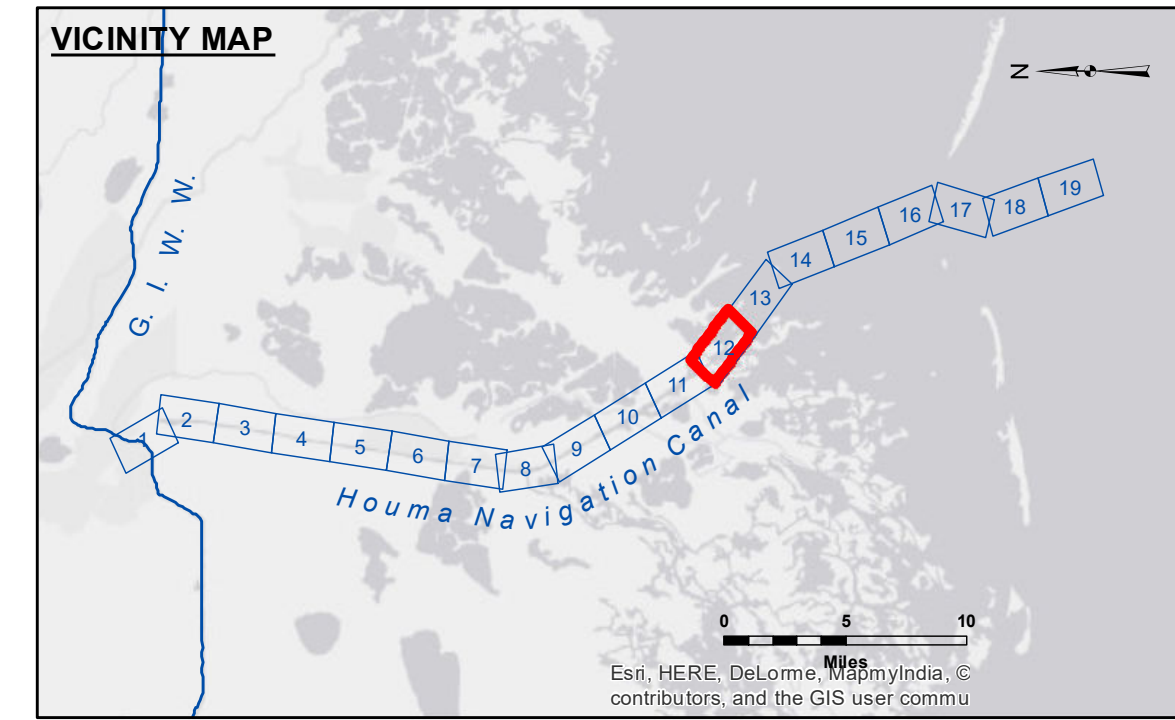 VICINITY MAP
N
G. I. W. W.
1
2
3
4
5
6
7
8
9
10
11
12
13
14
15
16
17
18
19
Houma Navigation Canal
0 5 10
Miles
Esri, HERE, DeLorme, MapmyIndia, ©
contributors, and the GIS user commu